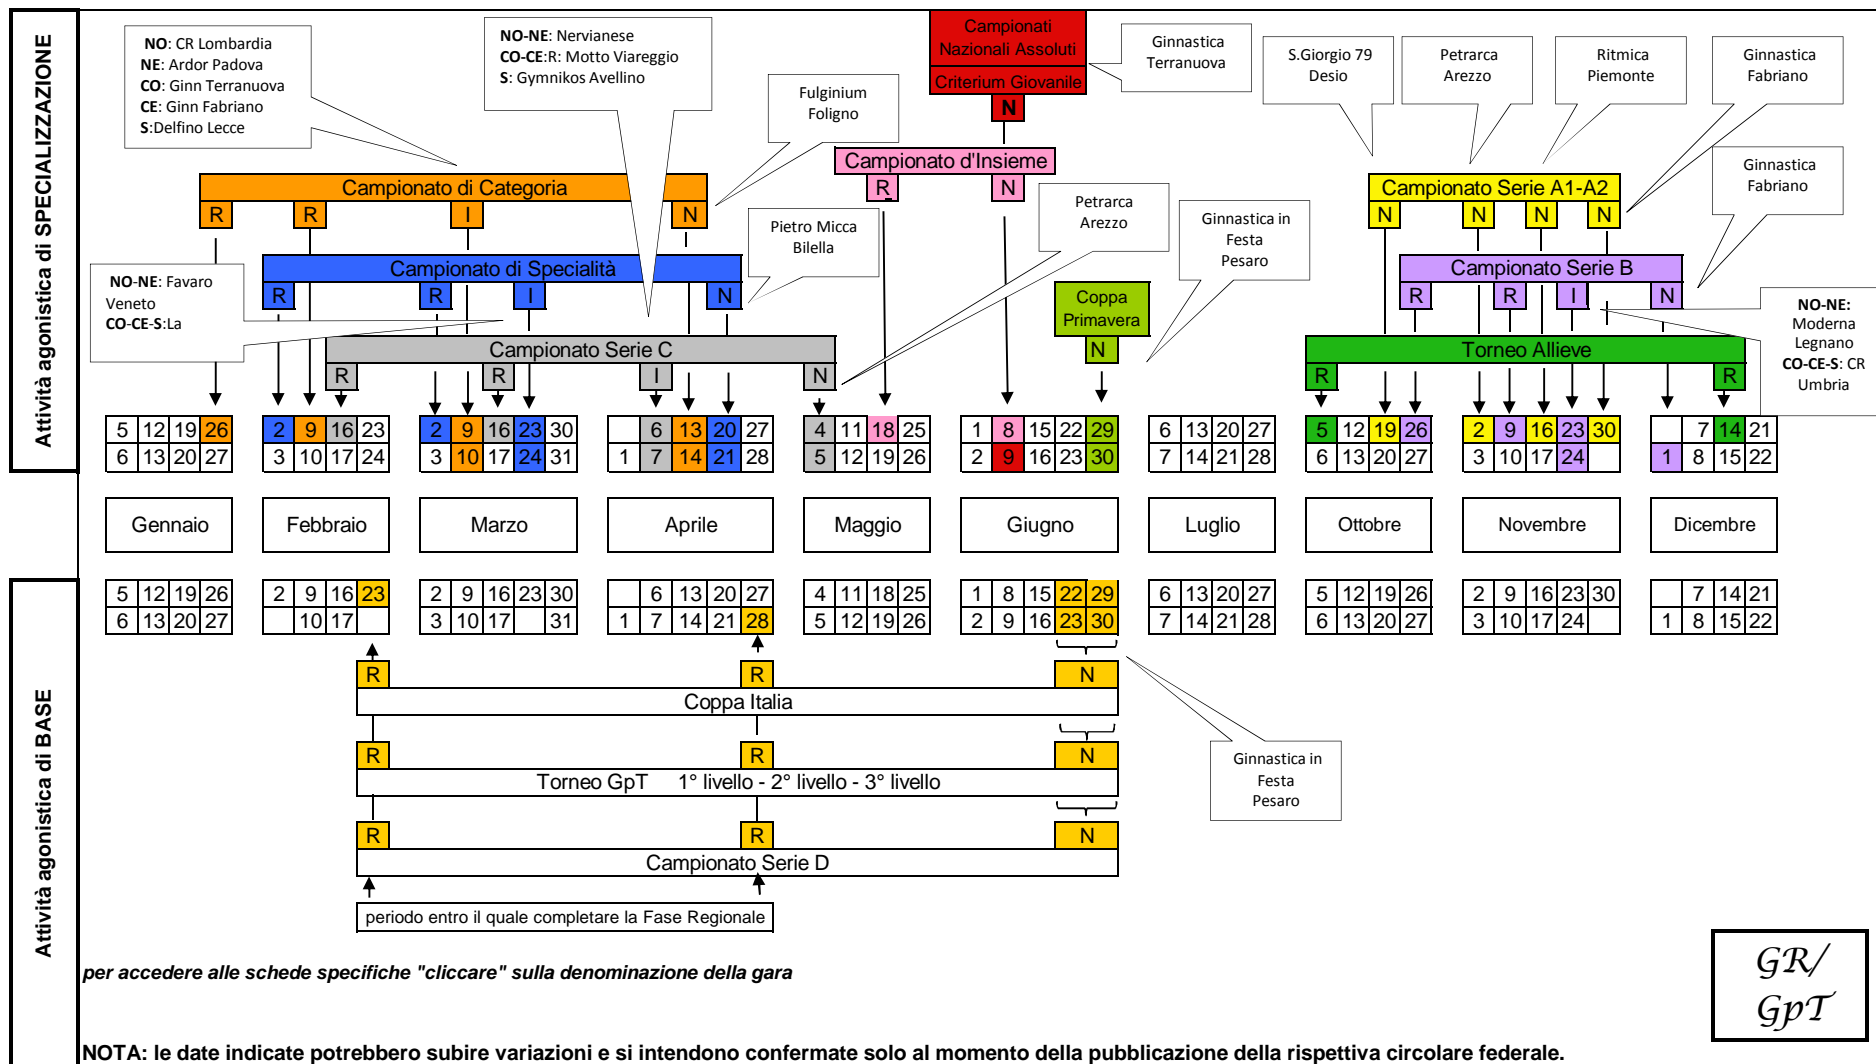 Attività agonistica di SPECIALIZZAZIONE
NO: CR Lombardia
NE: Ardor Padova
CO: Ginn Terranuova
CE: Ginn Fabriano
S:Delfino Lecce
NO-NE: Nervianese
CO-CE:R: Motto Viareggio
S: Gymnikos Avellino
Fulginium
Foligno
Campionati
Nazionali Assoluti
Criterium Giovanile
N
Ginnastica
Terranuova
S.Giorgio 79
Desio
Petrarca
Arezzo
Ritmica
Piemonte
Ginnastica
Fabriano
Campionato d'Insieme
R N
Campionato di Categoria
R R I N
Campionato Serie A1-A2
N N N N
Ginnastica
Fabriano
Petrarca
Arezzo
Pietro Micca
Bilella
Ginnastica in
Festa
Pesaro
Campionato di Specialità
R R I N
Campionato Serie B
R R I N
NO-NE: Favaro
Veneto
CO-CE-S:La
Coppa
Primavera
N
NO-NE:
Moderna
Legnano
CO-CE-S: CR
Umbria
Campionato Serie C
R R I N
Torneo Allieve
R R
5 12 19 26 2 9 16 23 2 9 16 23 30 6 13 20 27 4 11 18 25 1 8 15 22 29 6 13 20 27 5 12 19 26 2 9 16 23 30 7 14 21
6 13 20 27 3 10 17 24 3 10 17 24 31 1 7 14 21 28 5 12 19 26 2 9 16 23 30 7 14 21 28 6 13 20 27 3 10 17 24 1 8 15 22
Gennaio Febbraio Marzo Aprile Maggio Giugno Luglio Ottobre Novembre Dicembre
Attività agonistica di BASE
5 12 19 26 2 9 16 23 2 9 16 23 30 6 13 20 27 4 11 18 25 1 8 15 22 29 6 13 20 27 5 12 19 26 2 9 16 23 30 7 14 21
6 13 20 27 10 17 3 10 17 31 1 7 14 21 28 5 12 19 26 2 9 16 23 30 7 14 21 28 6 13 20 27 3 10 17 24 1 8 15 22
R R N
Coppa Italia
R R N
Torneo GpT 1° livello - 2° livello - 3° livello
Ginnastica in
Festa
Pesaro
R R N
Campionato Serie D
periodo entro il quale completare la Fase Regionale
per accedere alle schede specifiche "cliccare" sulla denominazione della gara
GR/
GpT
NOTA: le date indicate potrebbero subire variazioni e si intendono confermate solo al momento della pubblicazione della rispettiva circolare federale.